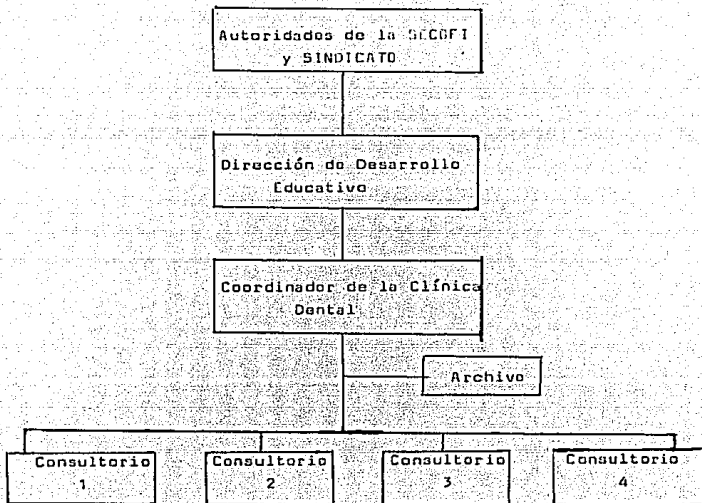 Autoridades de la SECOFI
y SINDICATO
Dirección de Desarrollo
Educativo
Coordinador de la Clínica
Dental
Archivo
Consultorio
1
Consultorio
2
Consultorio
3
Consultorio
4